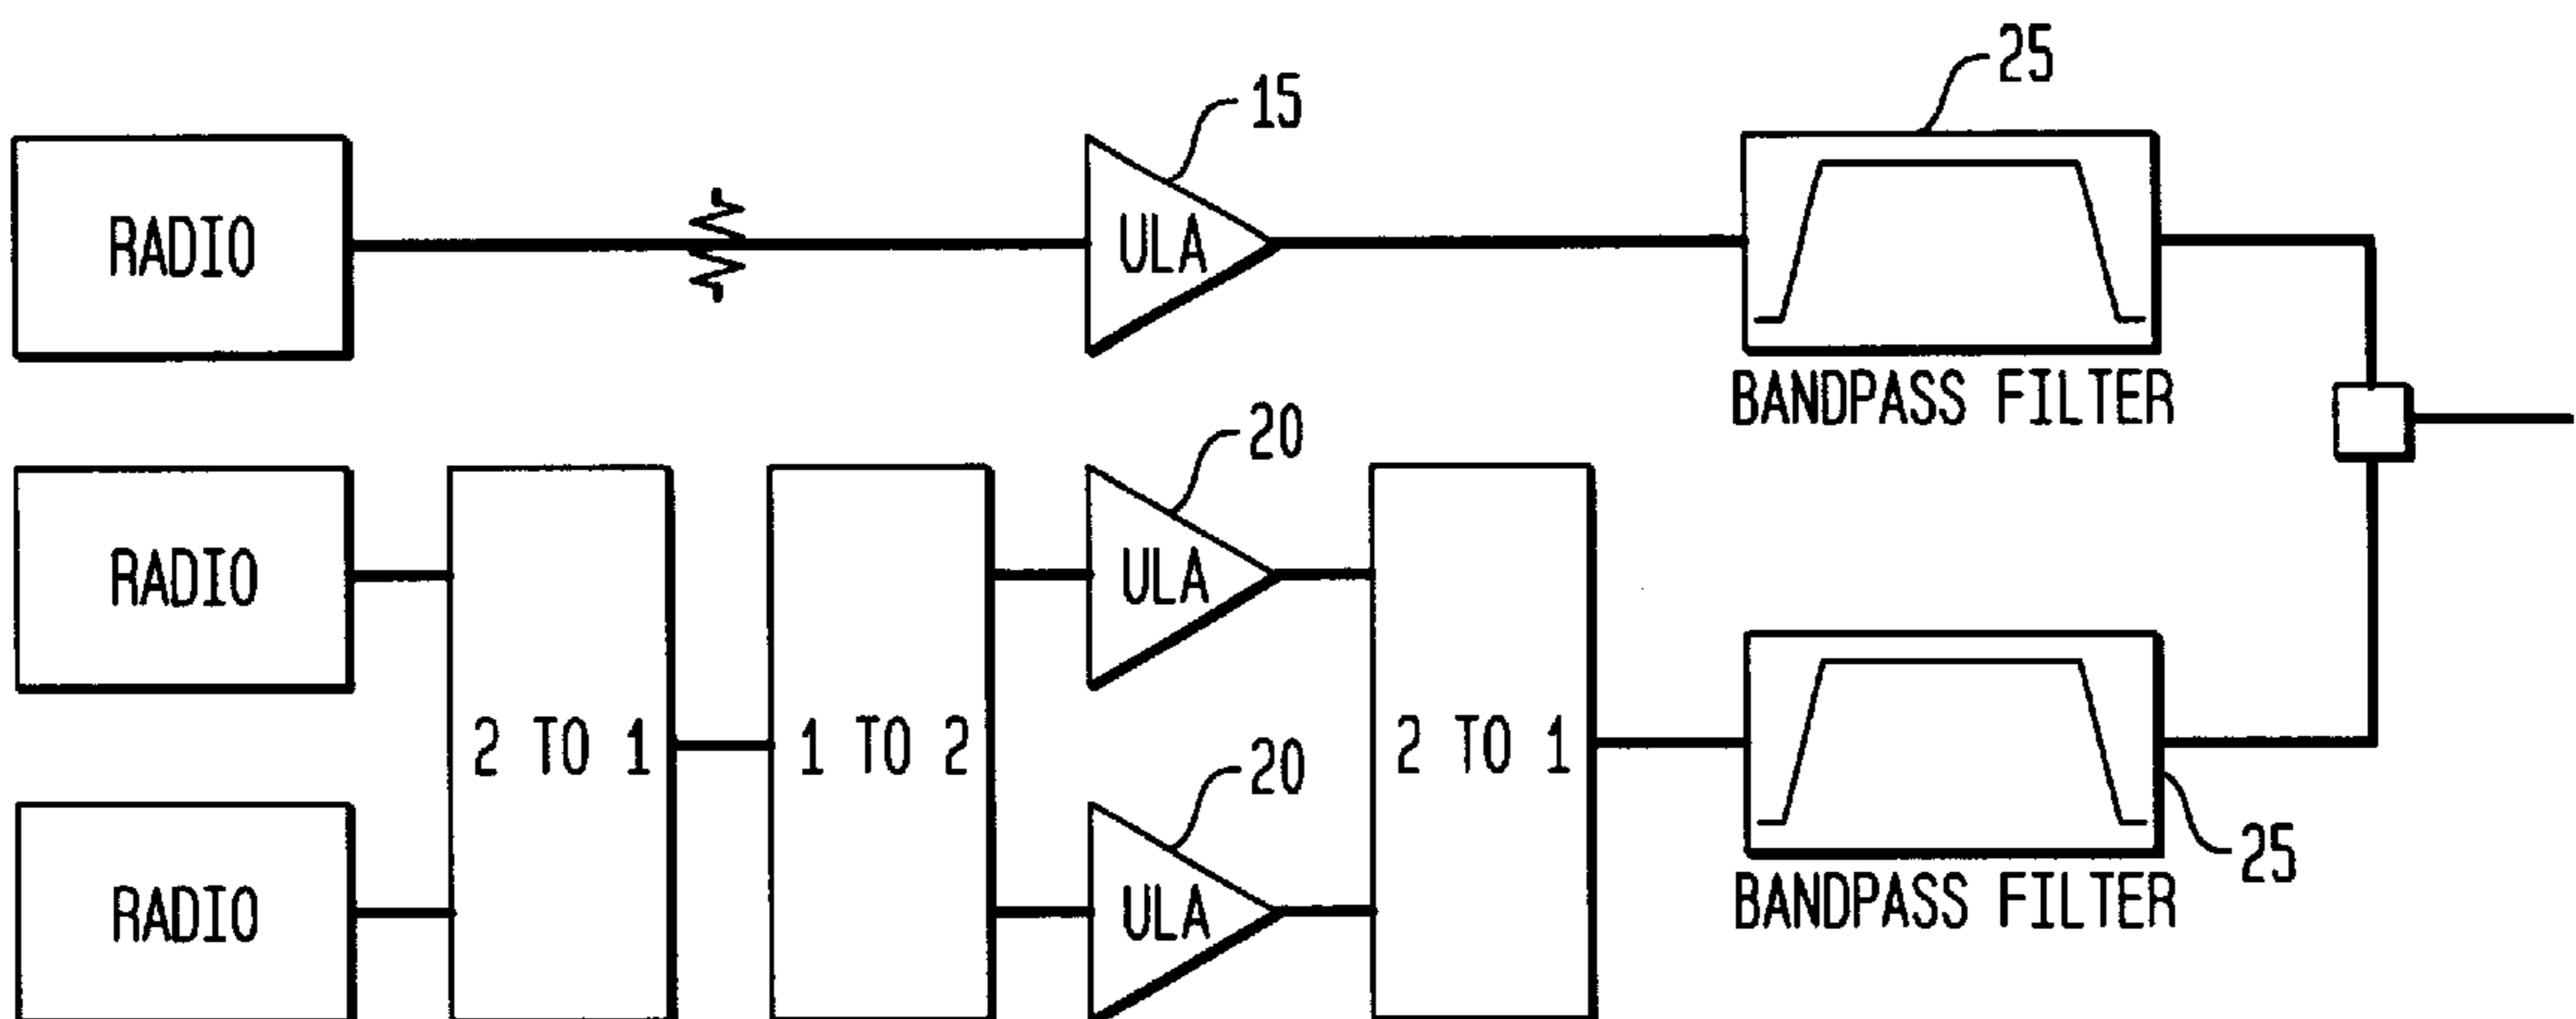 25
15
RADIO
ULA
BANDPASS FILTER
20
RADIO
ULA
2 TO 1
1 TO 2
2 TO 1
20
25
RADIO
ULA
BANDPASS FILTER